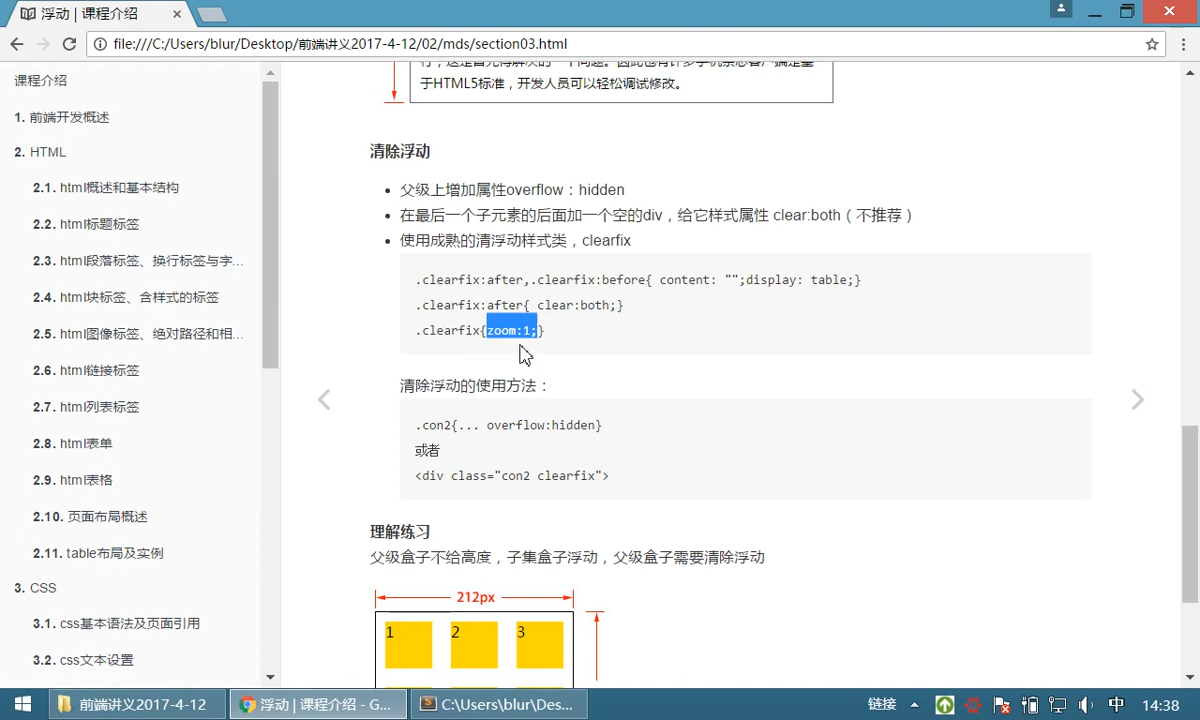 浮动 | 课程介绍
file:///C:/Users/blur/Desktop/前端讲义2017-4-12/02/mds/section03.html
课程介绍
1. 前端开发概述
2. HTML
2.1. html概述和基本结构
2.2. html标题标签
2.3. html段落标签、换行标签与字...
2.4. html块标签、含样式的标签
2.5. html图像标签、绝对路径和相...
2.6. html链接标签
2.7. html列表标签
2.8. html表单
2.9. html表格
2.10. 页面布局概述
2.11. table布局及实例
3. CSS
3.1. css基本语法及页面引用
3.2. css文本设置
于HTML5标准，开发人员可以轻松调试修改。
清除浮动
父级上增加属性overflow：hidden
在最后一个子元素的后面加一个空的div，给它样式属性 clear:both（不推荐）
使用成熟的清浮动样式类，clearfix
.clearfix:after,.clearfix:before{ content: "";display: table;}
.clearfix:after{ clear:both;}
.clearfix{zoom:1;}
清除浮动的使用方法：
.con2{... overflow:hidden}
或者
<div class="con2 clearfix">
理解练习
父级盒子不给高度，子集盒子浮动，父级盒子需要清除浮动
212px
1 2 3
前端讲义2017-4-12
浮动 | 课程介绍 - G...
C:\Users\blur\Des...
链接
中
14:38